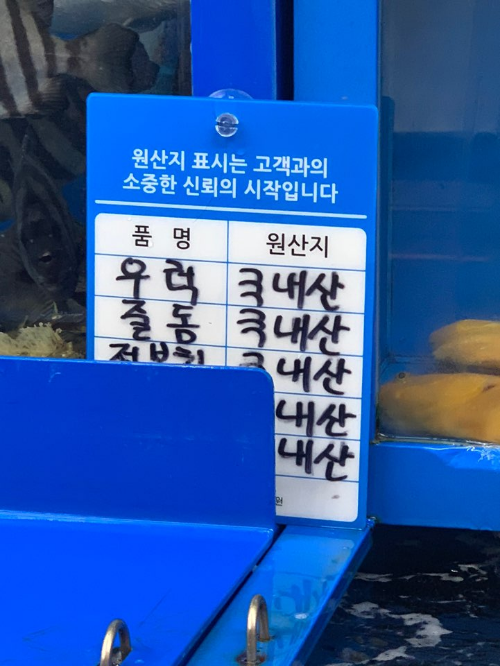 원산지 표시는 고객과의
소중한 신뢰의 시작입니다
품 명 원산지
우럭 국내산
줄돔 국내산
국내산
내산
내산
원